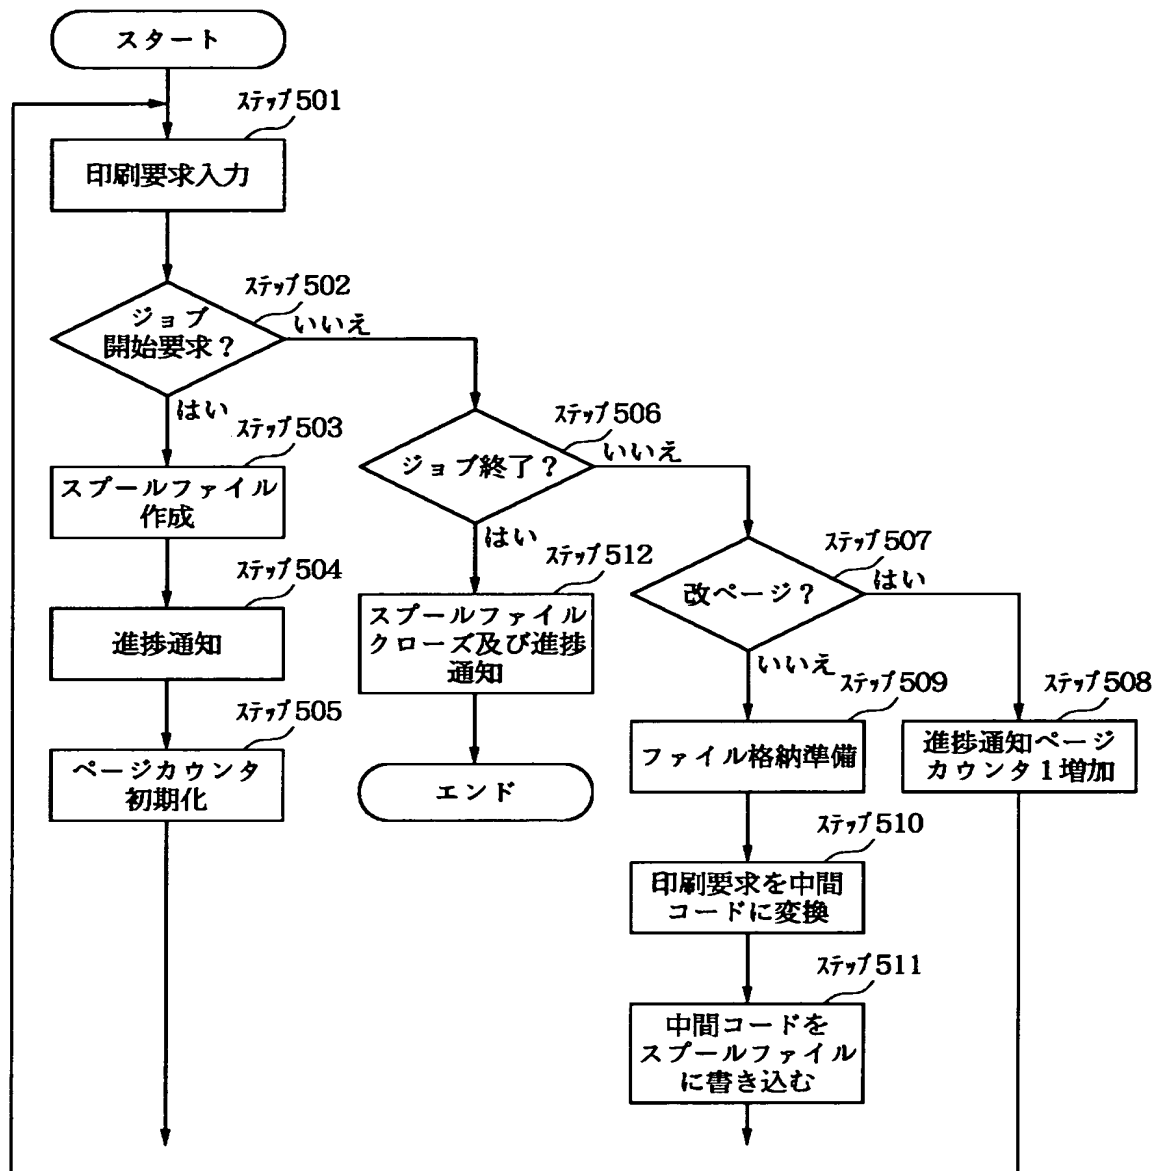 スタート
ステップ501
印刷要求入力
ステップ502
ジョブ
開始要求？
いいえ
はい
ステップ503
スプールファイル
作成
ステップ504
進捗通知
ステップ505
ページカウンタ
初期化
ステップ506
ジョブ終了？
いいえ
はい
ステップ512
スプールファイル
クローズ及び進捗
通知
エンド
ステップ507
改ページ？
はい
いいえ
ステップ509
ファイル格納準備
ステップ508
進捗通知ページ
カウンタ1増加
ステップ510
印刷要求を中間
コードに変換
ステップ511
中間コードを
スプールファイル
に書き込む